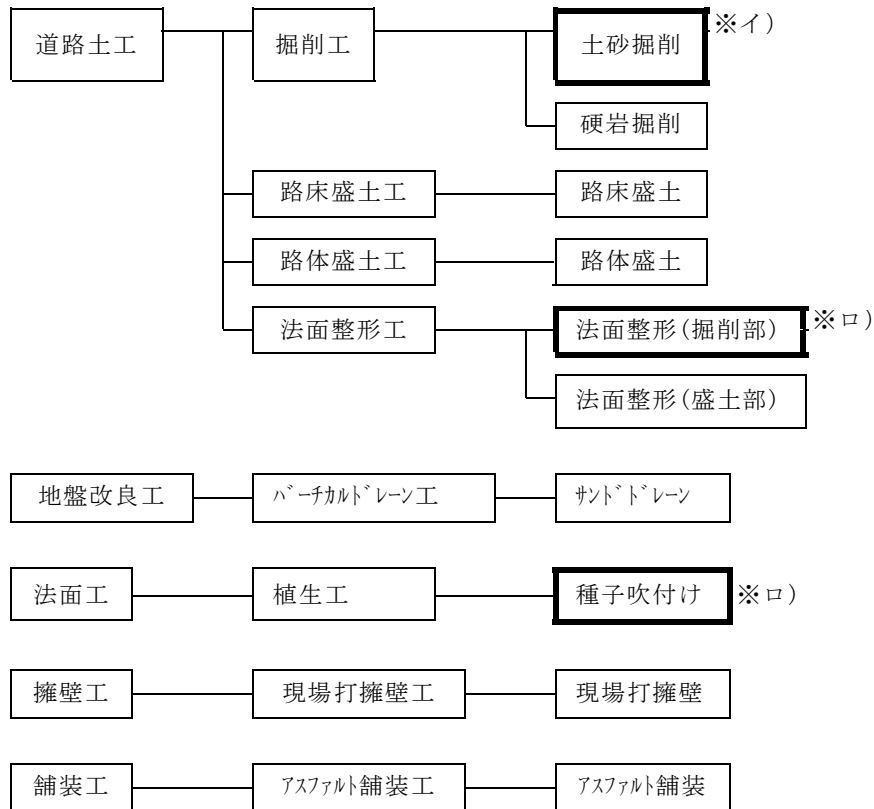 道路土工 掘削工 土砂掘削 ※イ)
硬岩掘削
路床盛土工 路床盛土
路体盛土工 路体盛土
法面整形工 法面整形(掘削部) ※ロ)
法面整形(盛土部)
地盤改良工 バーチカルドレーン工 サンドドレーン
法面工 植生工 種子吹付け ※ロ)
擁壁工 現場打擁壁工 現場打擁壁
舗装工 アスファルト舗装工 アスファルト舗装